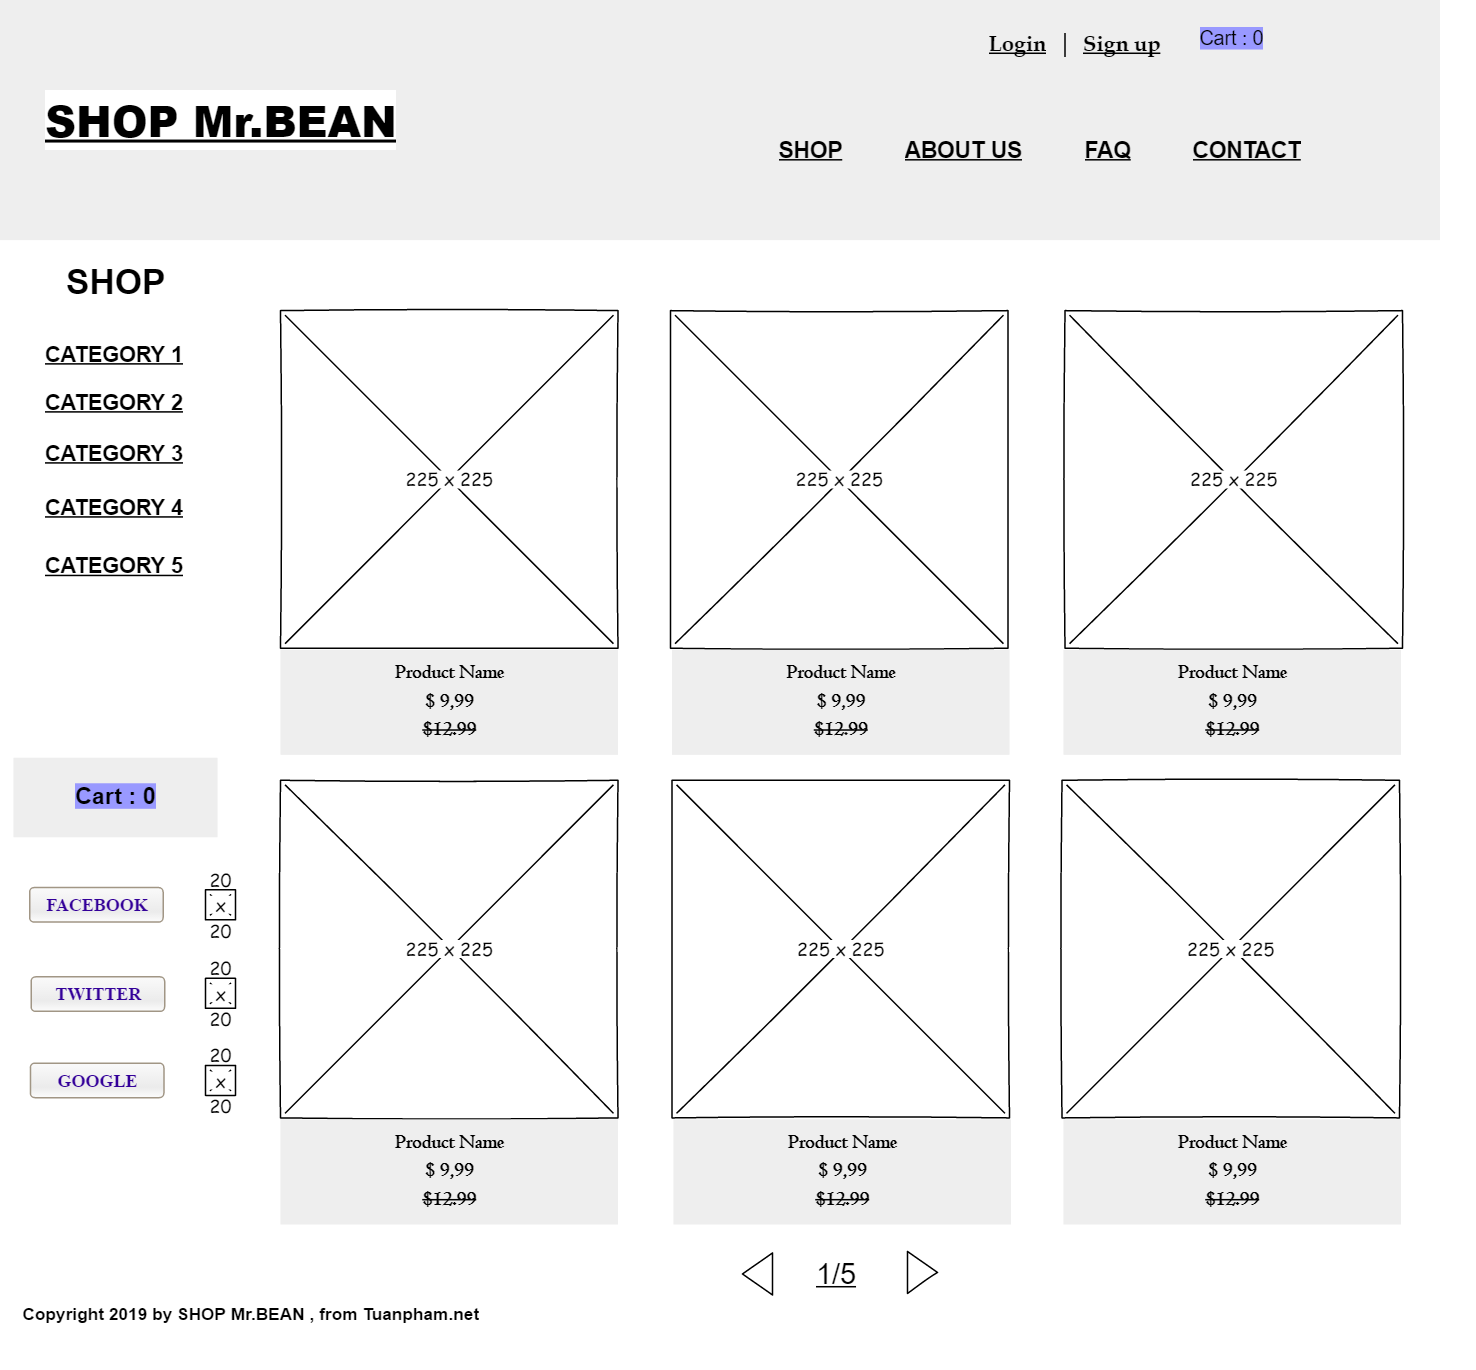 Login | Sign up
Cart : 0
SHOP Mr.BEAN
SHOP ABOUT US FAQ CONTACT
SHOP
CATEGORY 1
CATEGORY 2
CATEGORY 3
CATEGORY 4
CATEGORY 5
225 x 225
225 x 225
225 x 225
Product Name
$ 9,99
$12.99
Product Name
$ 9,99
$12.99
Product Name
$ 9,99
$12.99
Cart : 0
FACEBOOK
20
x
20
TWITTER
20
x
20
GOOGLE
20
x
20
225 x 225
225 x 225
225 x 225
Product Name
$ 9,99
$12.99
Product Name
$ 9,99
$12.99
Product Name
$ 9,99
$12.99
1/5
Copyright 2019 by SHOP Mr.BEAN , from Tuanpham.net